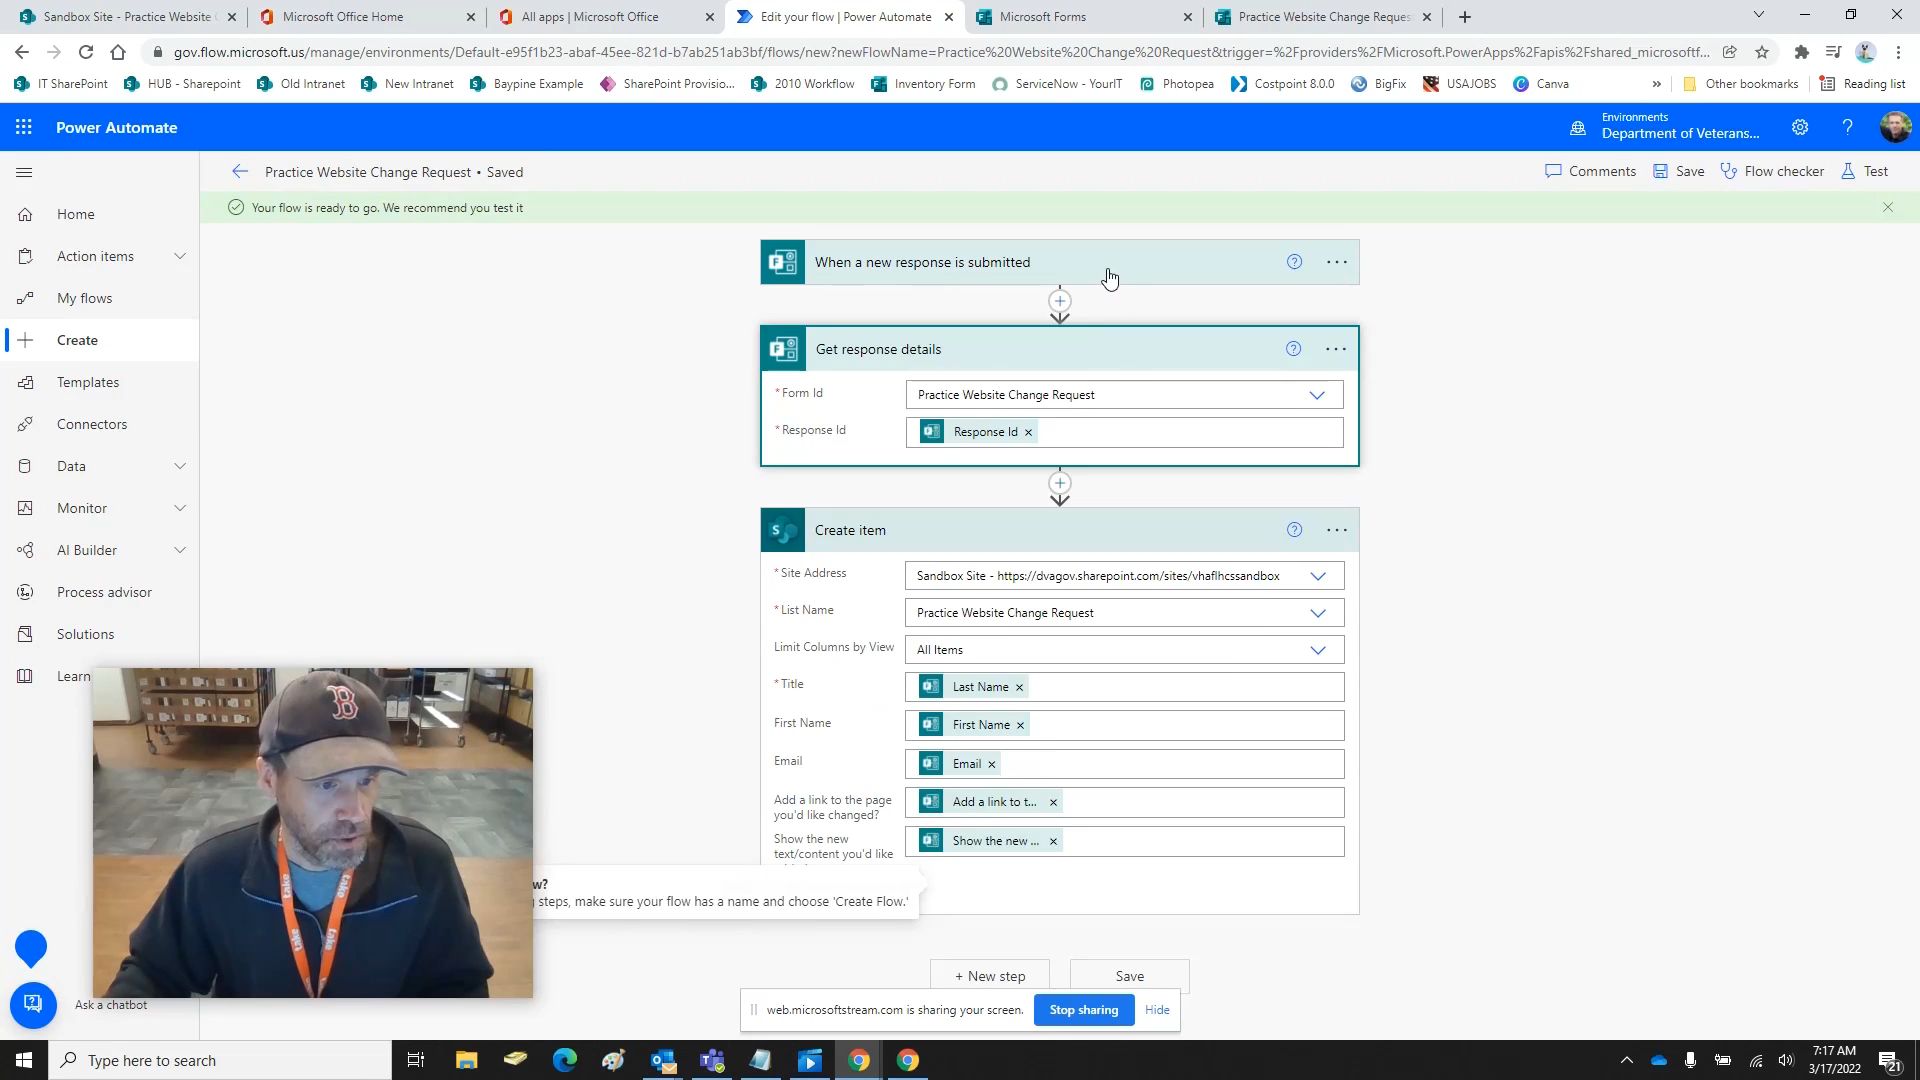 Sandbox Site - Practice Website
Microsoft Office Home
All apps | Microsoft Office
Edit your flow | Power Automate
Microsoft Forms
Practice Website Change Reques
gov.flow.microsoft.us/manage/environments/Default-e95f1b23-abaf-45ee-821d-b7ab251ab3bf/flows/new?newFlowName=Practice%20Website%20Change%20Request&trigger=%2Fproviders%2FMicrosoft.PowerApps%2Fapis%2Fshared_microsoftf...
IT SharePoint
HUB - Sharepoint
Old Intranet
New Intranet
Baypine Example
SharePoint Provisio...
2010 Workflow
Inventory Form
ServiceNow - YourIT
Photopea
Costpoint 8.0.0
BigFix
USAJOBS
Canva
Other bookmarks
Reading list
Power Automate
Environments
Department of Veterans...
Practice Website Change Request • Saved
Comments
Save
Flow checker
Test
Your flow is ready to go. We recommend you test it
Home
Action items
My flows
Create
Templates
Connectors
Data
Monitor
AI Builder
Process advisor
Solutions
Learn
Ask a chatbot
When a new response is submitted
Get response details
* Form Id
Practice Website Change Request
* Response Id
Response Id
Create item
* Site Address
Sandbox Site - https://dvagov.sharepoint.com/sites/vhaflhcssandbox
* List Name
Practice Website Change Request
Limit Columns by View
All Items
* Title
Last Name
First Name
First Name
Email
Email
Add a link to the page
you'd like changed?
Add a link to t...
Show the new
text/content you'd like
Show the new ...
w?
steps, make sure your flow has a name and choose 'Create Flow.'
+ New step
Save
web.microsoftstream.com is sharing your screen.
Stop sharing
Hide
B
take
take
take
Type here to search
7:17 AM
3/17/2022
21